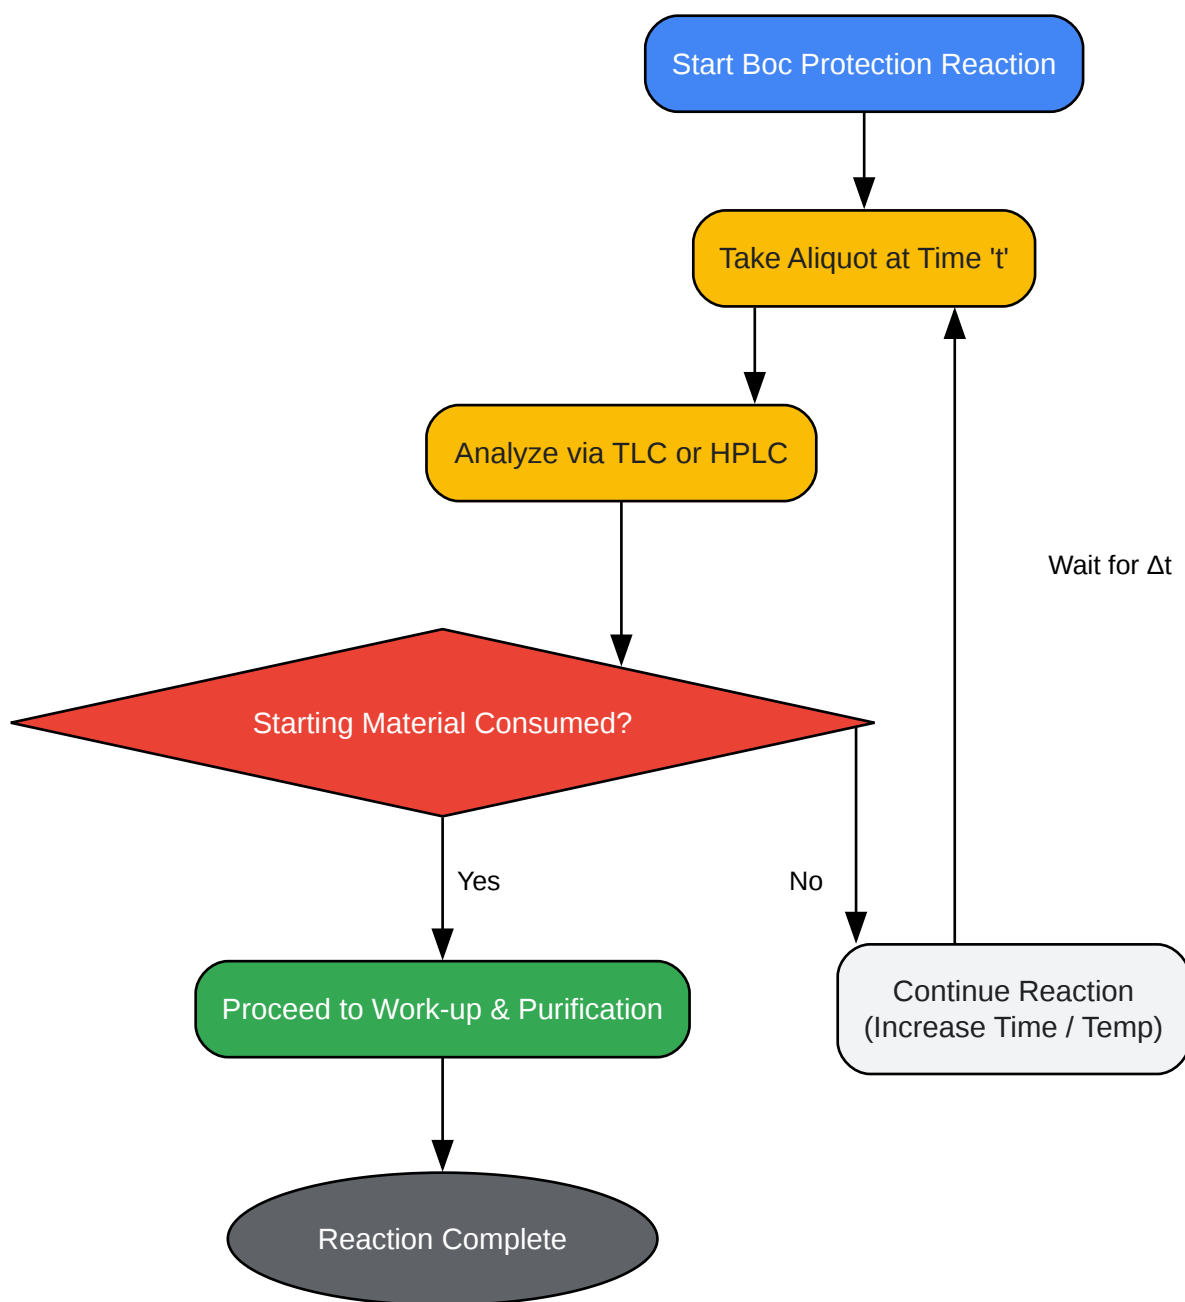 Start Boc Protection Reaction
Take Aliquot at Time 't'
Analyze via TLC or HPLC
Wait for Δt
Starting Material Consumed?
Yes
No
Proceed to Work-up & Purification
Continue Reaction
(Increase Time / Temp)
Reaction Complete